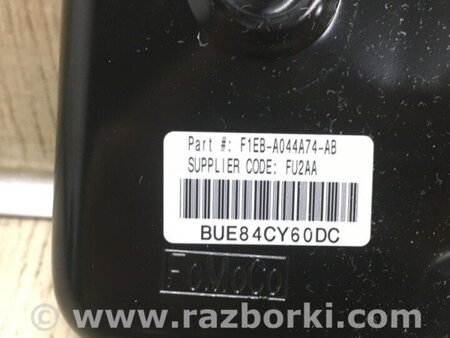 Part #: F1EB-A044A74-AB
SUPPLIER CODE: FU2AA
BUE84CY60DC
FoMoCo
www.razborki.com